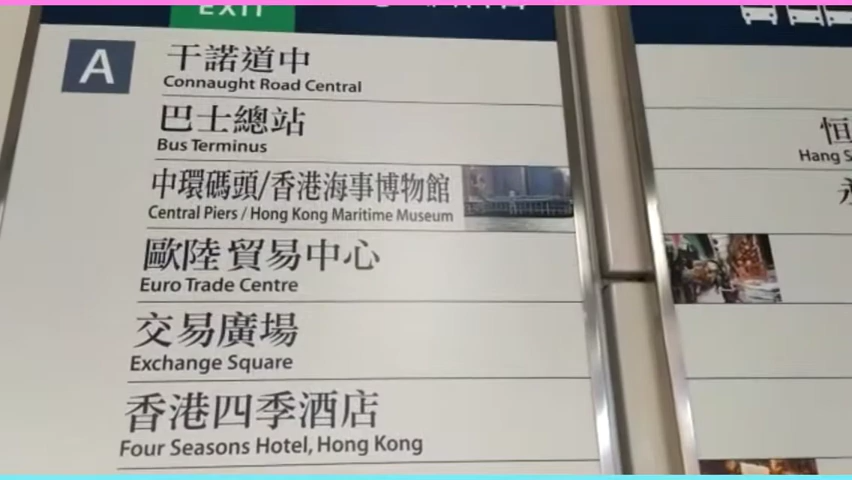 EXIT
A
干諾道中
Connaught Road Central
巴士總站
Bus Terminus
中環碼頭/香港海事博物館
Central Piers / Hong Kong Maritime Museum
歐陸貿易中心
Euro Trade Centre
交易廣場
Exchange Square
香港四季酒店
Four Seasons Hotel, Hong Kong
恒
Hang